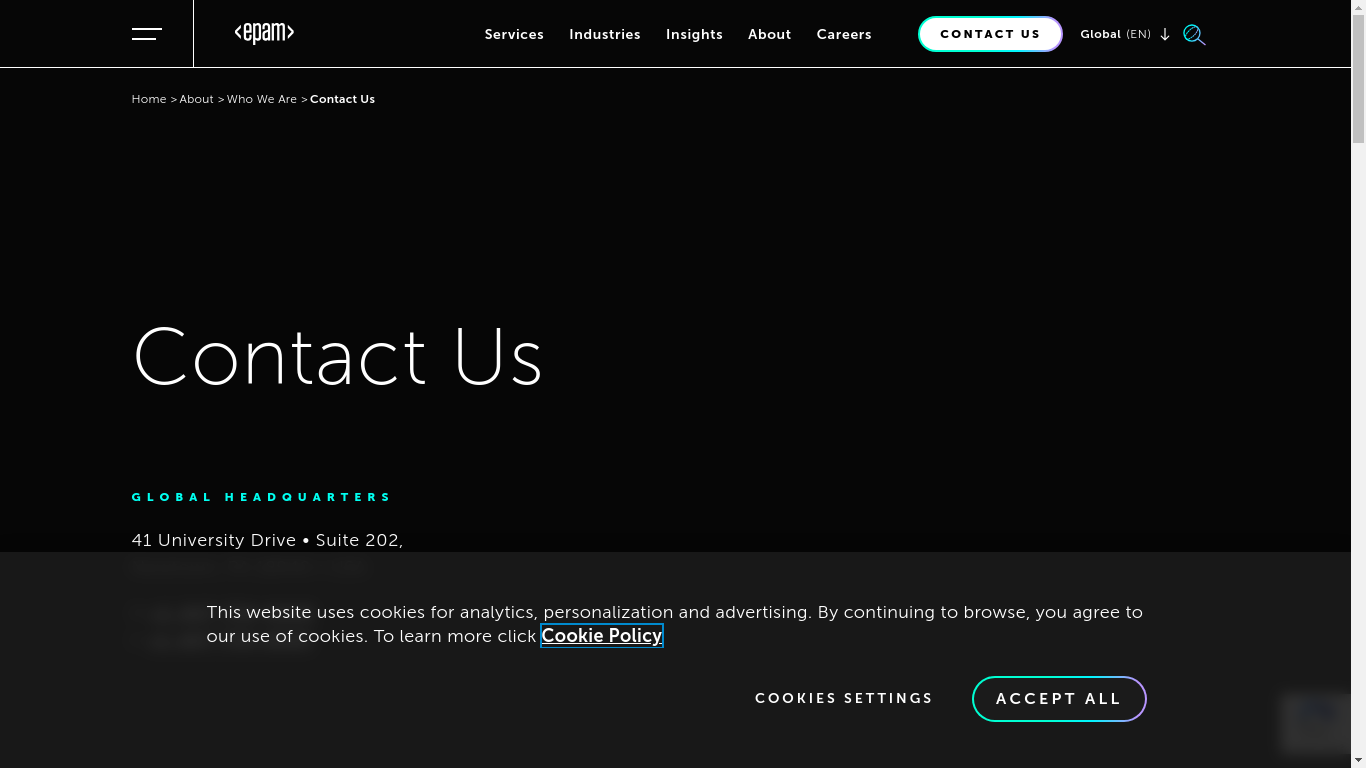 <epam>
Services
Industries
Insights
About
Careers
CONTACT US
Global (EN)
Home > About > Who We Are > Contact Us
Contact Us
GLOBAL HEADQUARTERS
41 University Drive • Suite 202,
This website uses cookies for analytics, personalization and advertising. By continuing to browse, you agree to
our use of cookies. To learn more click Cookie Policy
COOKIES SETTINGS
ACCEPT ALL